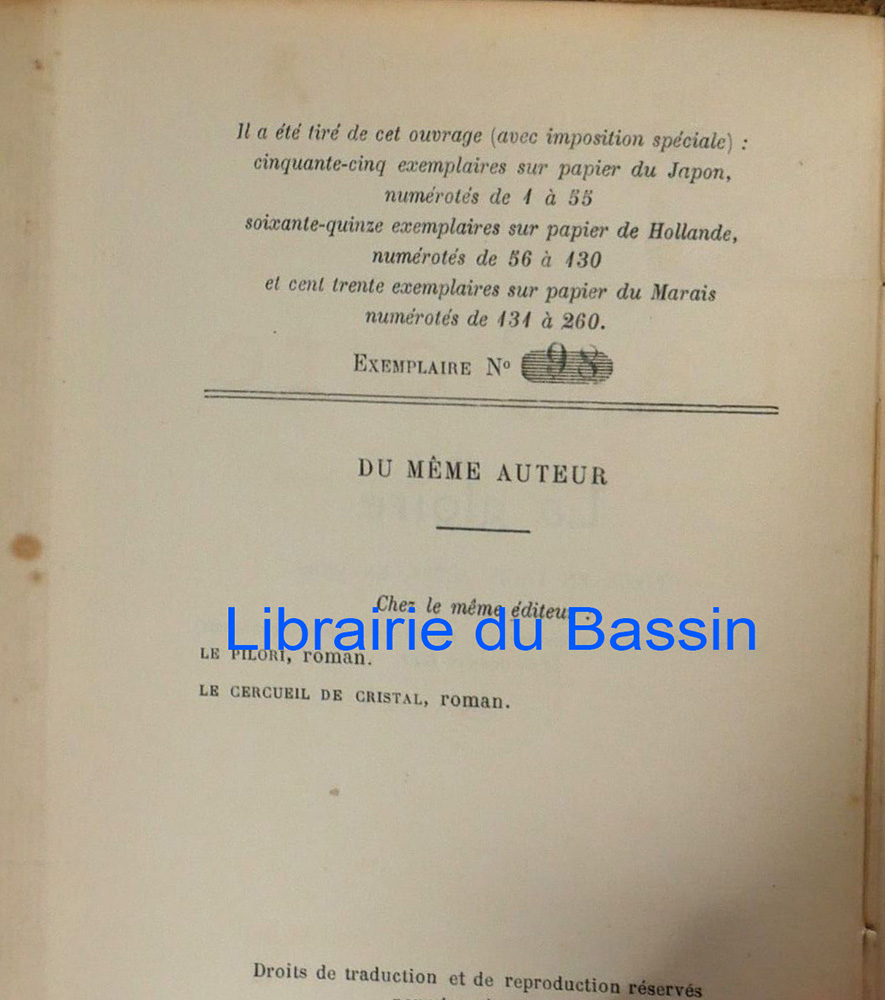 Il a été tiré de cet ouvrage (avec imposition spéciale) :
cinquante-cinq exemplaires sur papier du Japon,
numérotés de 1 à 55
soixante-quinze exemplaires sur papier de Hollande,
numérotés de 56 à 130
et cent trente exemplaires sur papier du Marais
numérotés de 131 à 260.
EXEMPLAIRE Nº 98
DU MÊME AUTEUR
Chez le même éditeur :
Librairie du Bassin
LE PILORI, roman.
LE CERCUEIL DE CRISTAL, roman.
Droits de traduction et de reproduction réservés